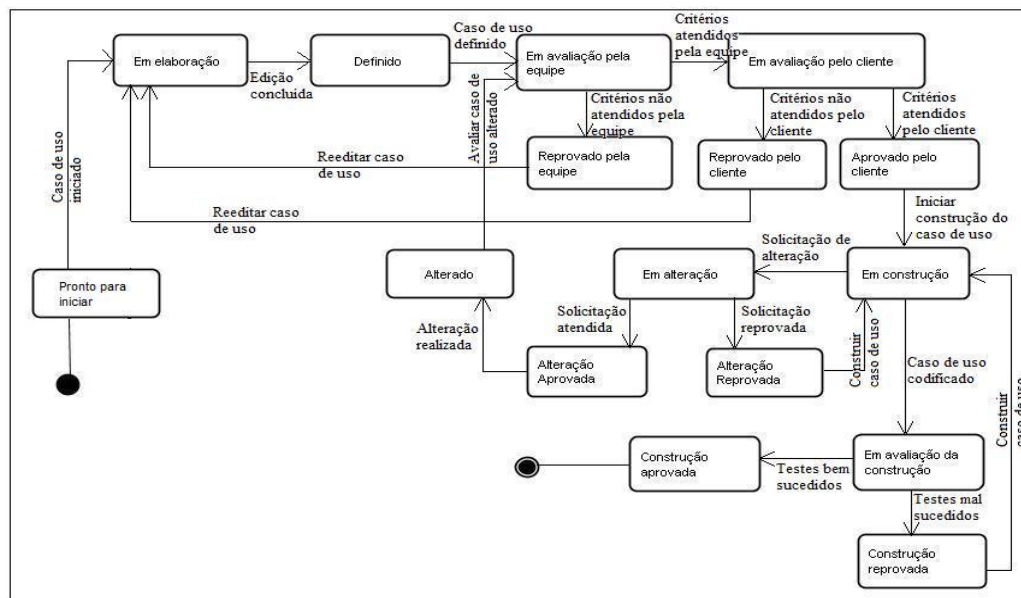 Em elaboração
Edição
concluida
Definido
Caso de uso
definido
Em avaliação pela
equipe
Critérios
atendidos
pela equipe
Em avaliação pelo cliente
Critérios não
atendidos pela
equipe
Critérios não
atendidos pelo
cliente
Critérios
atendidos
pelo cliente
Caso de uso
iniciado
Avaliar caso de
uso alterado
Reeditar caso
de uso
Reprovado pela
equipe
Reprovado pelo
cliente
Aprovado pelo
cliente
Reeditar caso
de uso
Iniciar
construção do
caso de uso
Pronto para
iniciar
Alterado
Em alteração
Solicitação de
alteração
Em construção
Alteração
realizada
Solicitação
atendida
Solicitação
reprovada
Alteração
Aprovada
Alteração
Reprovada
Construir
caso de uso
Caso de uso
codificado
Construir
caso de uso
Construção
aprovada
Testes bem
sucedidos
Em avaliação da
construção
Testes mal
sucedidos
Construção
reprovada